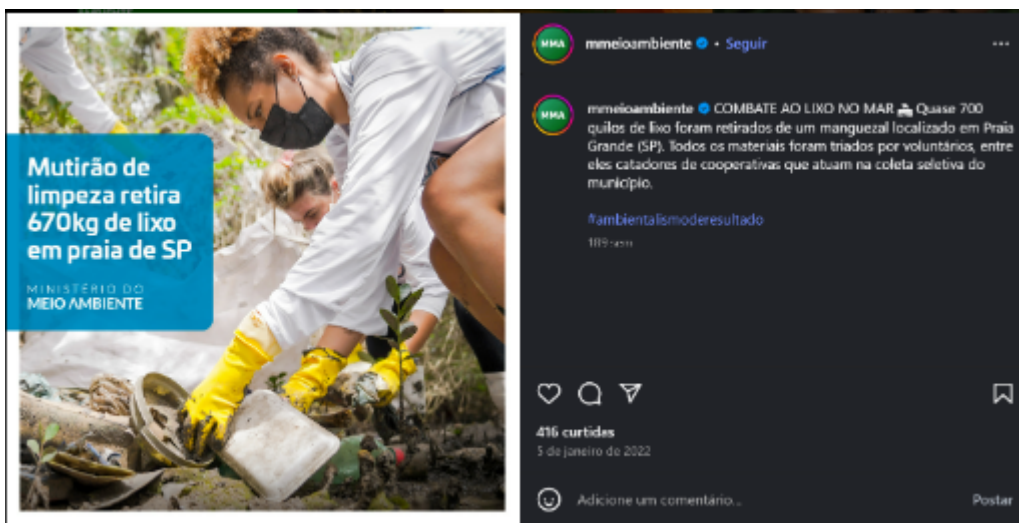 Mutirão de
limpeza retira
670kg de lixo
em praia de SP
MINISTÉRIO DO
MEIO AMBIENTE
MMA
mmeioambiente • Seguir
MMA
mmeioambiente COMBATE AO LIXO NO MAR Quase 700
quilos de lixo foram retirados de um manguezal localizado em Praia
Grande (SP). Todos os materiais foram triados por voluntários, entre
eles catadores de cooperativas que atuam na coleta seletiva do
município.
#ambientalismoderesultado
119 sem
416 curtidas
5 de janeiro de 2022
Adicione um comentário...
Postar